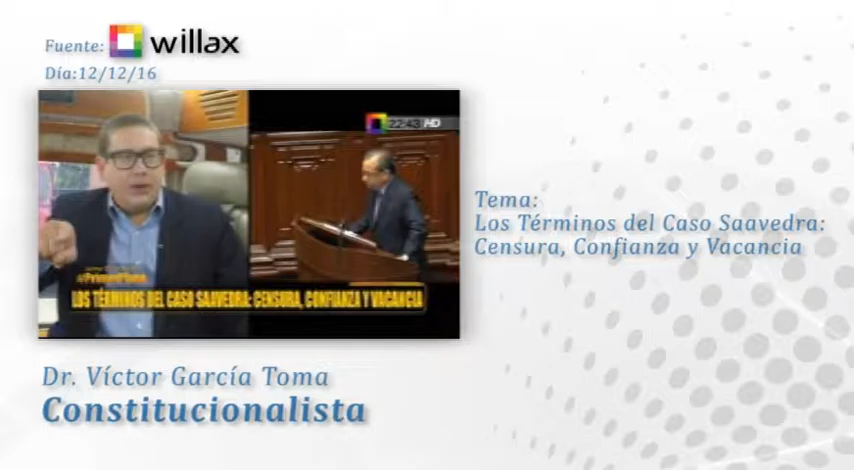 Fuente: willax
Día:12/12/16
22:43 HD
Tema:
Los Términos del Caso Saavedra:
Censura, Confianza y Vacancia
LOS TÉRMINOS DEL CASO SAAVEDRA: CENSURA, CONFIANZA Y VACANCIA
Dr. Víctor García Toma
Constitucionalista